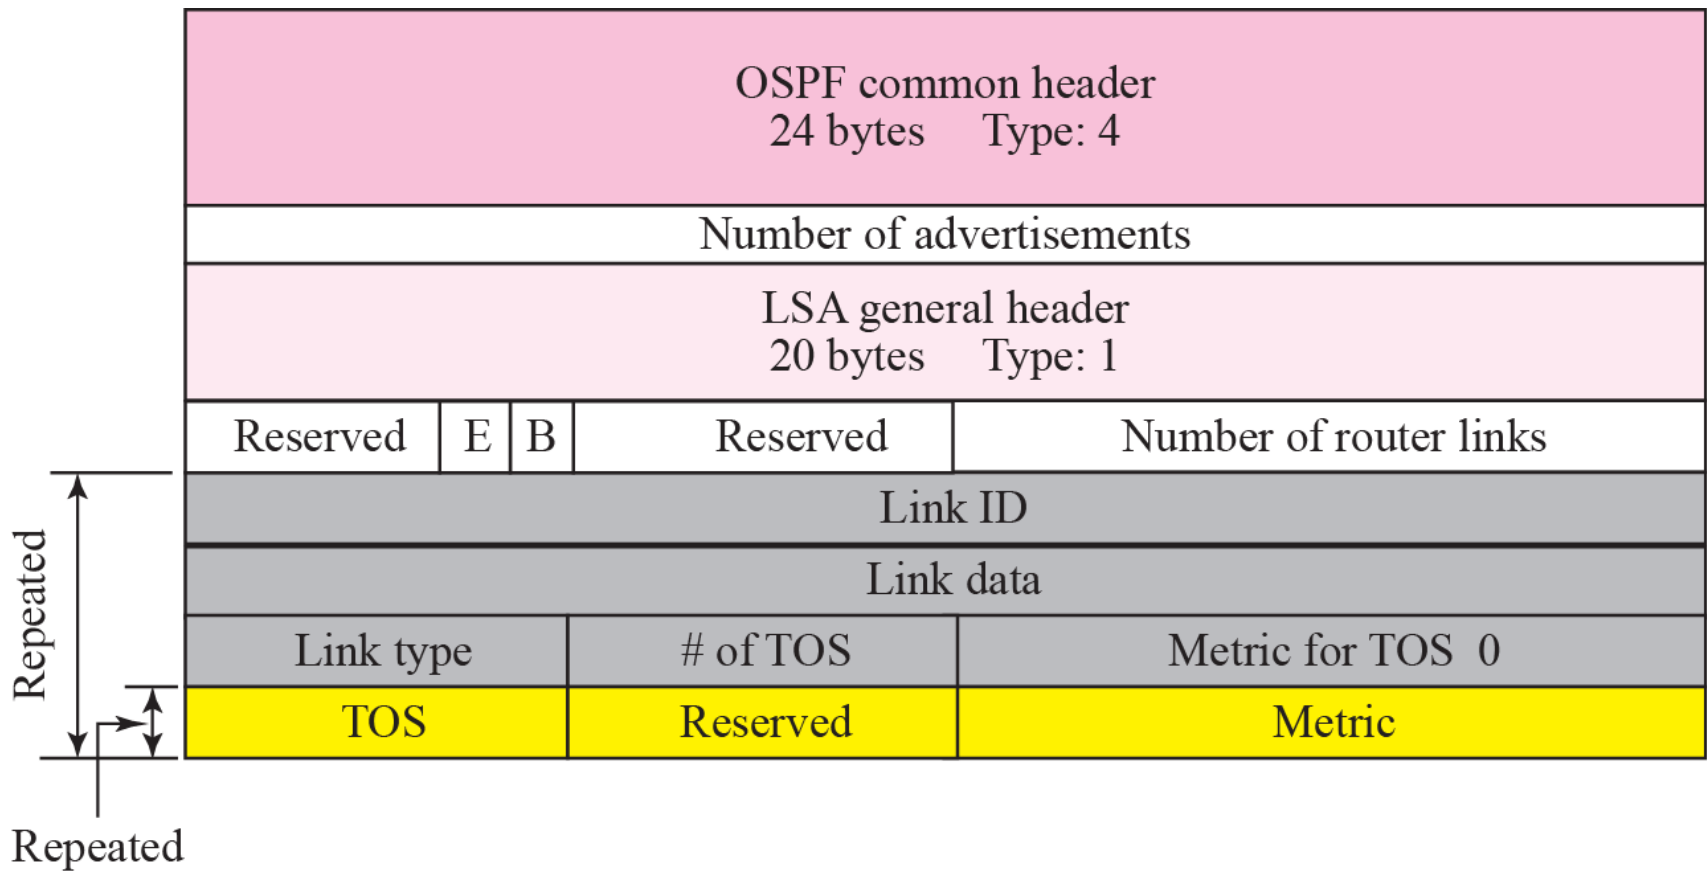 OSPF common header
24 bytes Type: 4
Number of advertisements
LSA general header
20 bytes Type: 1
Reserved E B Reserved Number of router links
Link ID
Link data
Link type # of TOS Metric for TOS 0
TOS Reserved Metric
Repeated
Repeated